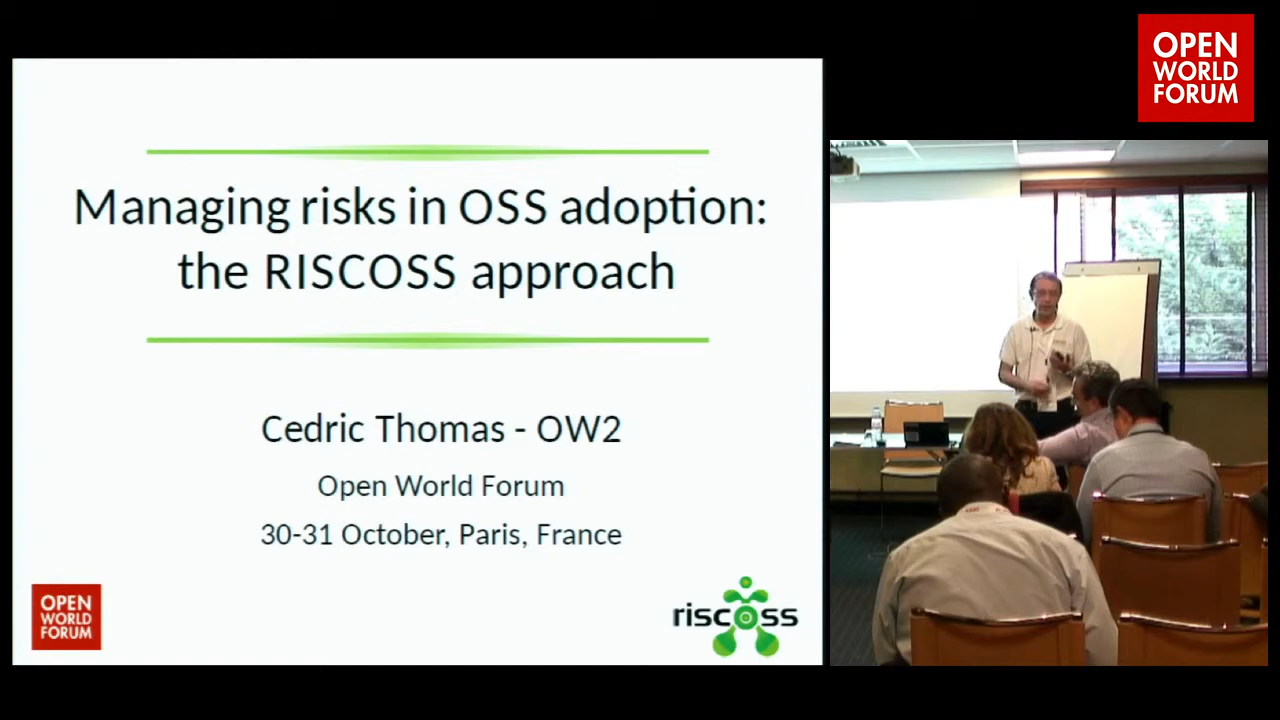 OPEN
WORLD
FORUM
Managing risks in OSS adoption:
the RISCOSS approach
Cedric Thomas - OW2
Open World Forum
30-31 October, Paris, France
OPEN
WORLD
FORUM
riscoss